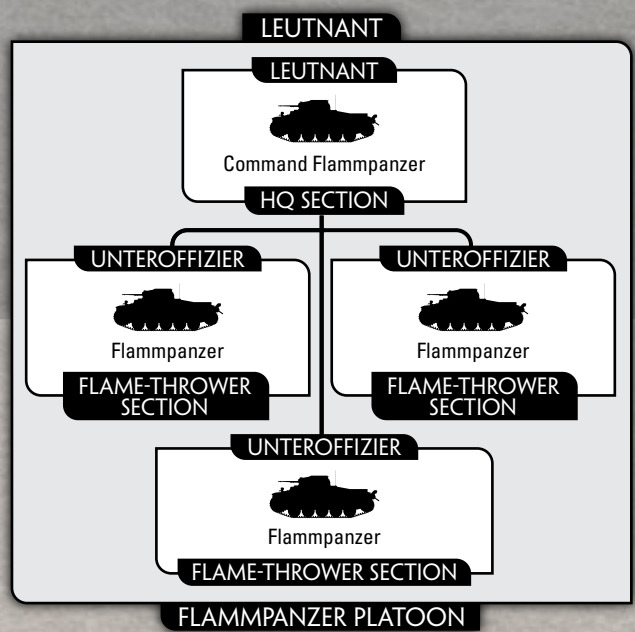 LEUTNANT
LEUTNANT
Command Flammpanzer
HQ SECTION
UNTEROFFIZIER
Flammpanzer
FLAME-THROWER
SECTION
UNTEROFFIZIER
Flammpanzer
FLAME-THROWER
SECTION
UNTEROFFIZIER
Flammpanzer
FLAME-THROWER SECTION
FLAMMPANZER PLATOON